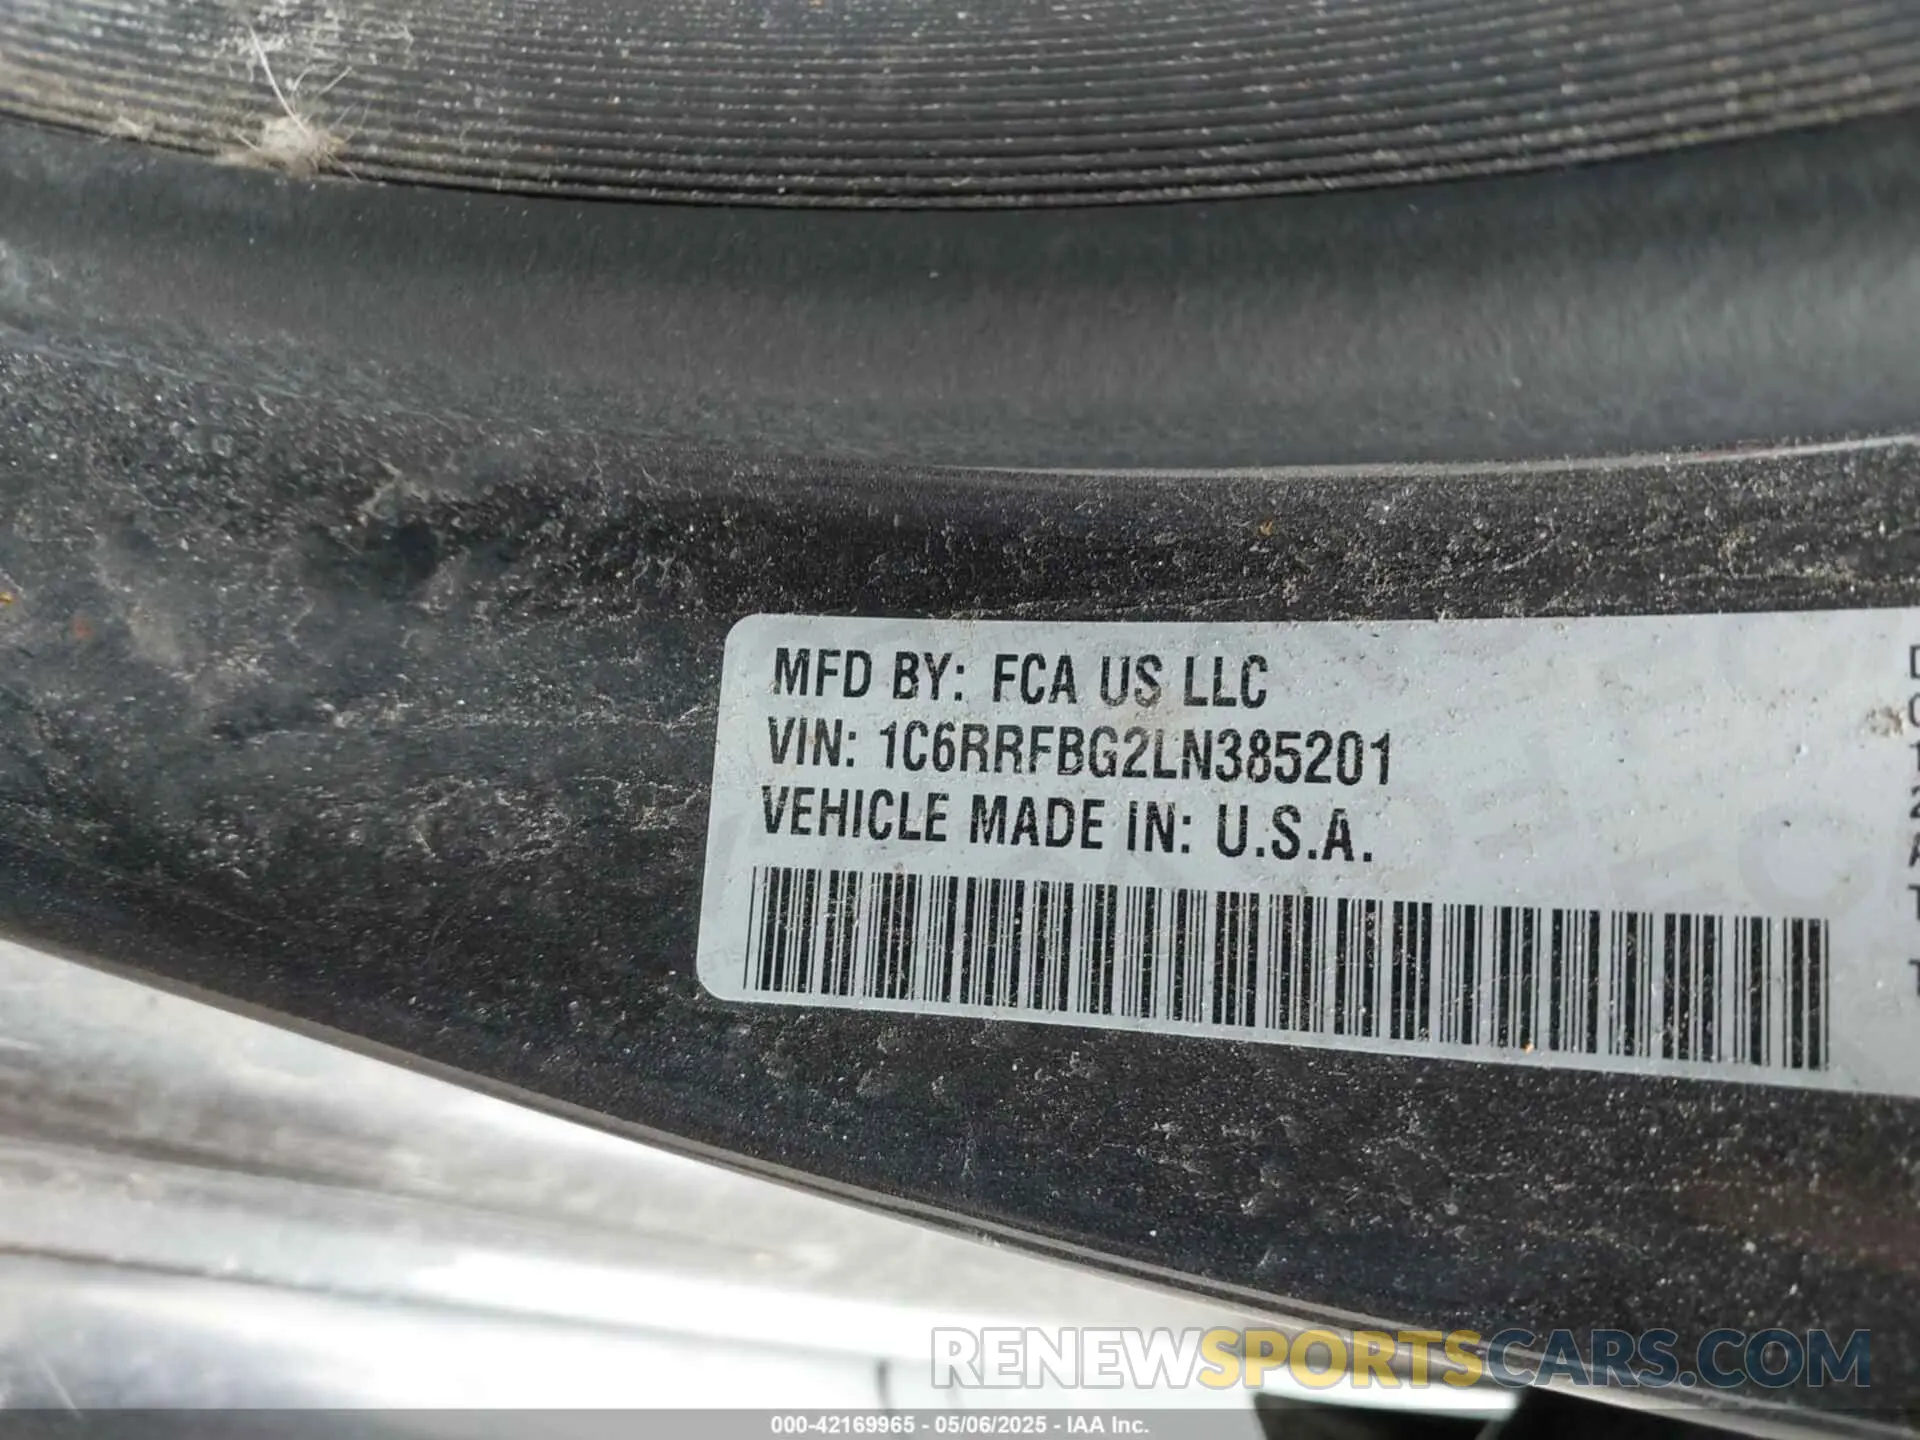 MFD BY: FCA US LLC
VIN: 1C6RRFBG2LN385201
VEHICLE MADE IN: U.S.A.
RENEWSPORTSCARS.COM
000-42169965 - 05/06/2025 - IAA Inc.